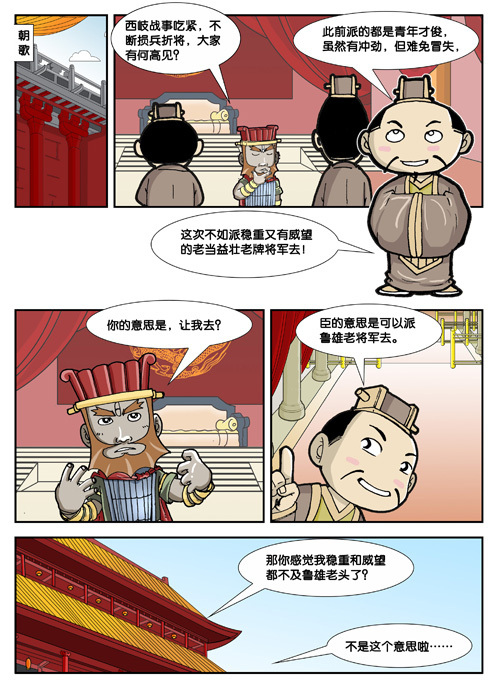 朝歌
西岐战事吃紧，不
断损兵折将，大家
有何高见？
此前派的都是青年才俊，
虽然有冲劲，但难免冒失，
这次不如派稳重又有威望
的老当益壮老牌将军去！
你的意思是，让我去？
臣的意思是可以派
鲁雄老将军去。
那你感觉我稳重和威望
都不及鲁雄老头了？
不是这个意思啦……